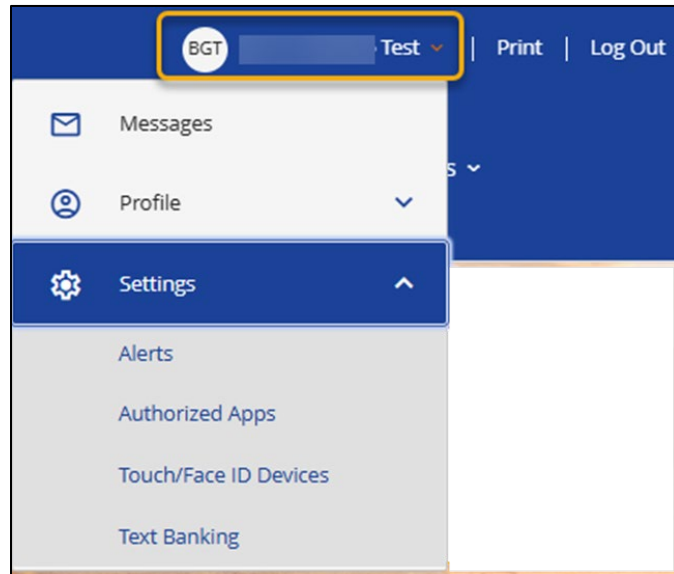 BGT Test | Print | Log Out
Messages
s
Profile
Settings
Alerts
Authorized Apps
Touch/Face ID Devices
Text Banking